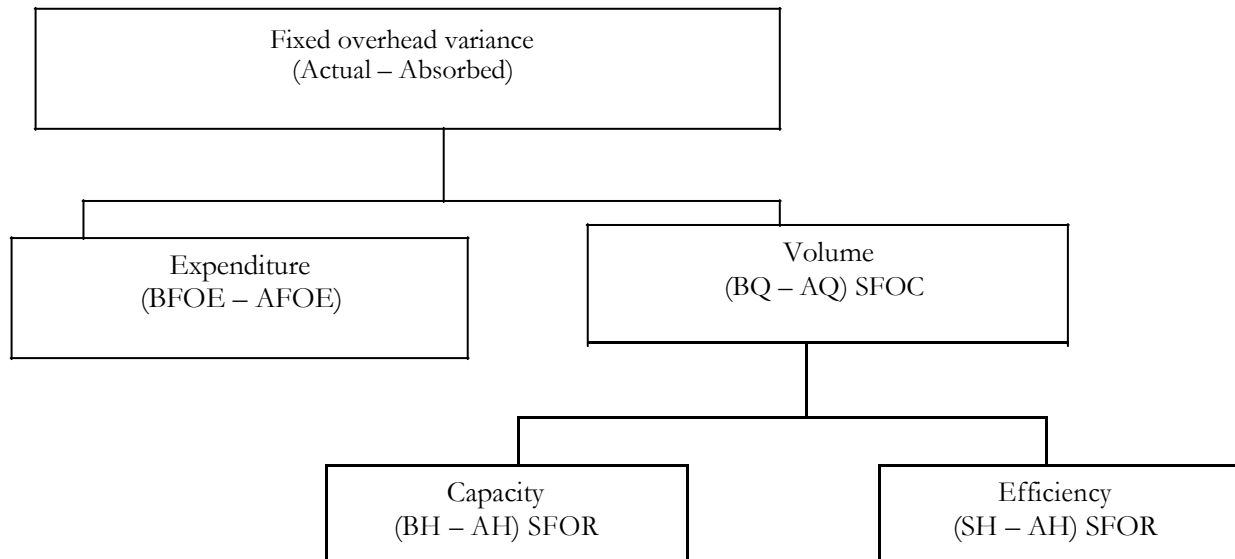 Fixed overhead variance
(Actual – Absorbed)
Expenditure
(BFOE – AFOE)
Volume
(BQ – AQ) SFOC
Capacity
(BH – AH) SFOR
Efficiency
(SH – AH) SFOR